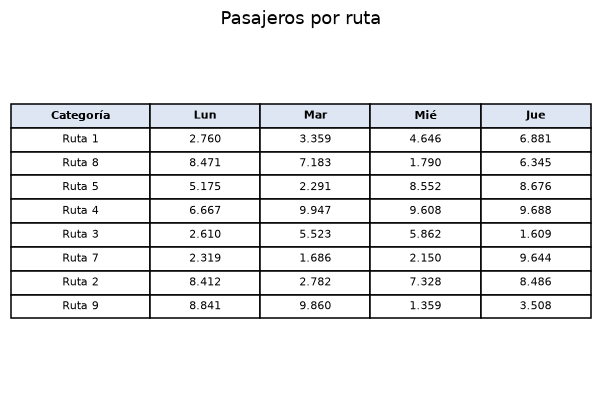 Pasajeros por ruta
Categoría Lun Mar Mié Jue
Ruta 1 2.760 3.359 4.646 6.881
Ruta 8 8.471 7.183 1.790 6.345
Ruta 5 5.175 2.291 8.552 8.676
Ruta 4 6.667 9.947 9.608 9.688
Ruta 3 2.610 5.523 5.862 1.609
Ruta 7 2.319 1.686 2.150 9.644
Ruta 2 8.412 2.782 7.328 8.486
Ruta 9 8.841 9.860 1.359 3.508